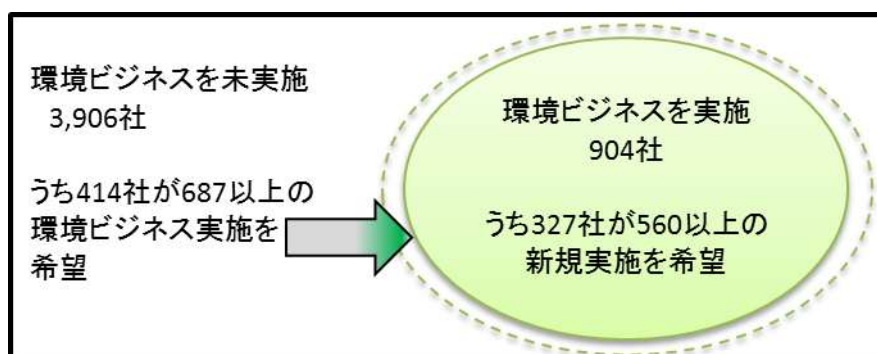 環境ビジネスを未実施
3,906社
うち414社が687以上の
環境ビジネス実施を
希望
環境ビジネスを実施
904社
うち327社が560以上の
新規実施を希望